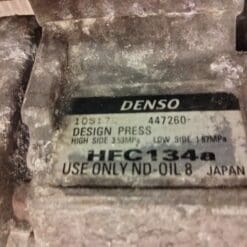 DENSO
447260-
DESIGN PRESS
HIGH SIDE 3.53MPa LOW SIDE 1.67MPa
HFC134a
USE ONLY ND-OIL 8 JAPAN